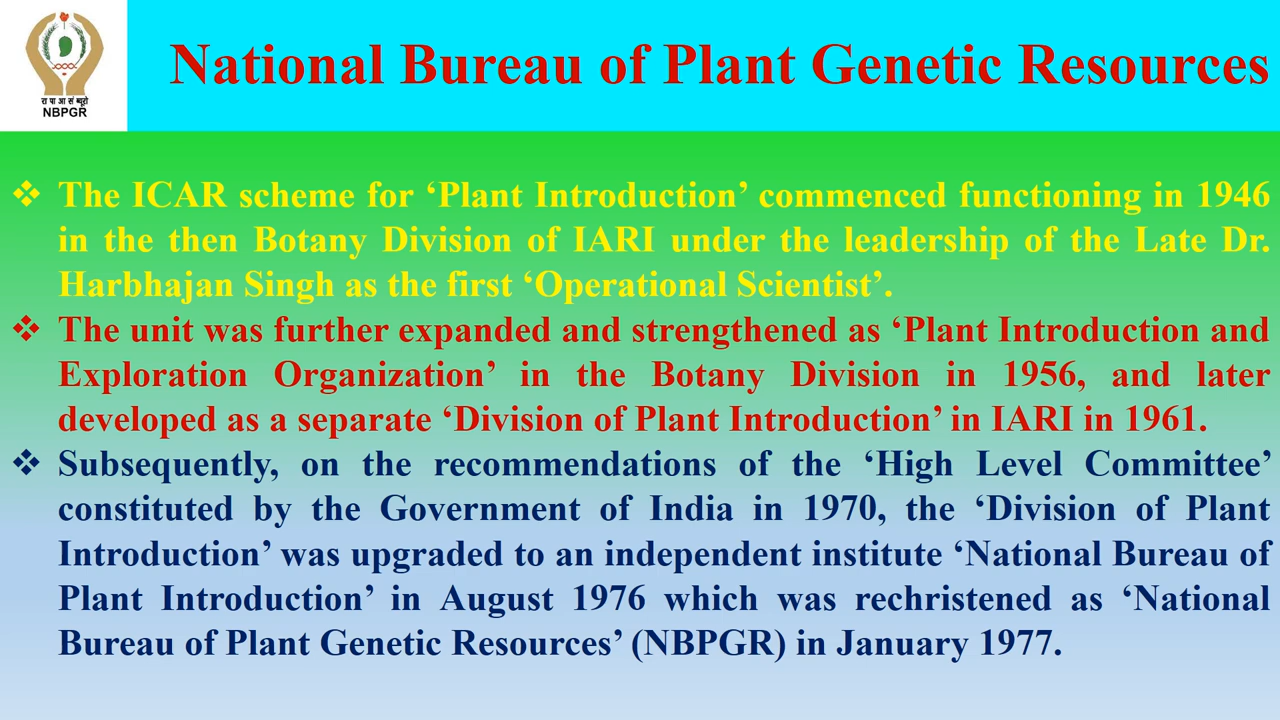 रा पा आ सं ब्यूरो
NBPGR
National Bureau of Plant Genetic Resources
❖ The ICAR scheme for ‘Plant Introduction’ commenced functioning in 1946
in the then Botany Division of IARI under the leadership of the Late Dr.
Harbhajan Singh as the first ‘Operational Scientist’.
❖ The unit was further expanded and strengthened as ‘Plant Introduction and
Exploration Organization’ in the Botany Division in 1956, and later
developed as a separate ‘Division of Plant Introduction’ in IARI in 1961.
❖ Subsequently, on the recommendations of the ‘High Level Committee’
constituted by the Government of India in 1970, the ‘Division of Plant
Introduction’ was upgraded to an independent institute ‘National Bureau of
Plant Introduction’ in August 1976 which was rechristened as ‘National
Bureau of Plant Genetic Resources’ (NBPGR) in January 1977.